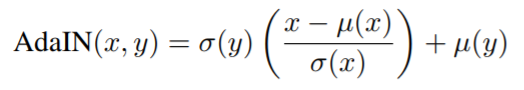 AdaIN(x, y) = σ(y) ( (x − μ(x)) / σ(x) ) + μ(y)